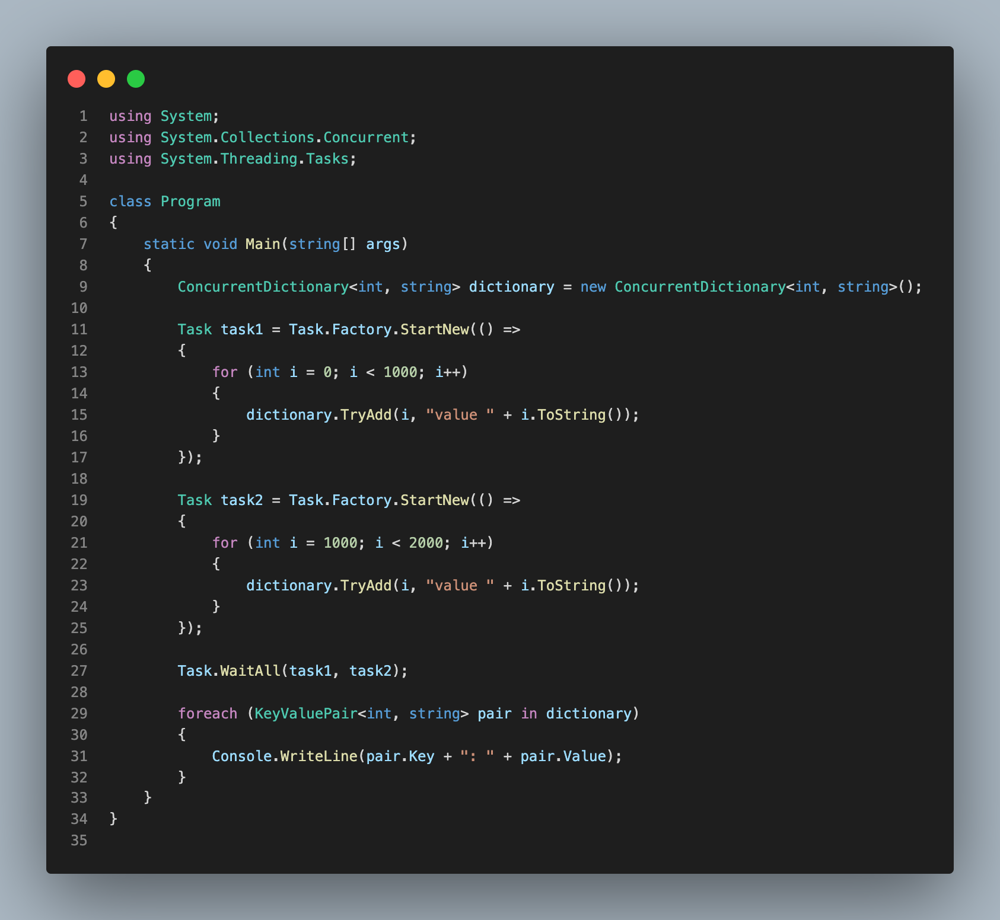 1 using System;
2 using System.Collections.Concurrent;
3 using System.Threading.Tasks;
4
5 class Program
6 {
7     static void Main(string[] args)
8     {
9         ConcurrentDictionary<int, string> dictionary = new ConcurrentDictionary<int, string>();
10
11         Task task1 = Task.Factory.StartNew(() =>
12         {
13             for (int i = 0; i < 1000; i++)
14             {
15                 dictionary.TryAdd(i, "value " + i.ToString());
16             }
17         });
18
19         Task task2 = Task.Factory.StartNew(() =>
20         {
21             for (int i = 1000; i < 2000; i++)
22             {
23                 dictionary.TryAdd(i, "value " + i.ToString());
24             }
25         });
26
27         Task.WaitAll(task1, task2);
28
29         foreach (KeyValuePair<int, string> pair in dictionary)
30         {
31             Console.WriteLine(pair.Key + ": " + pair.Value);
32         }
33     }
34 }
35